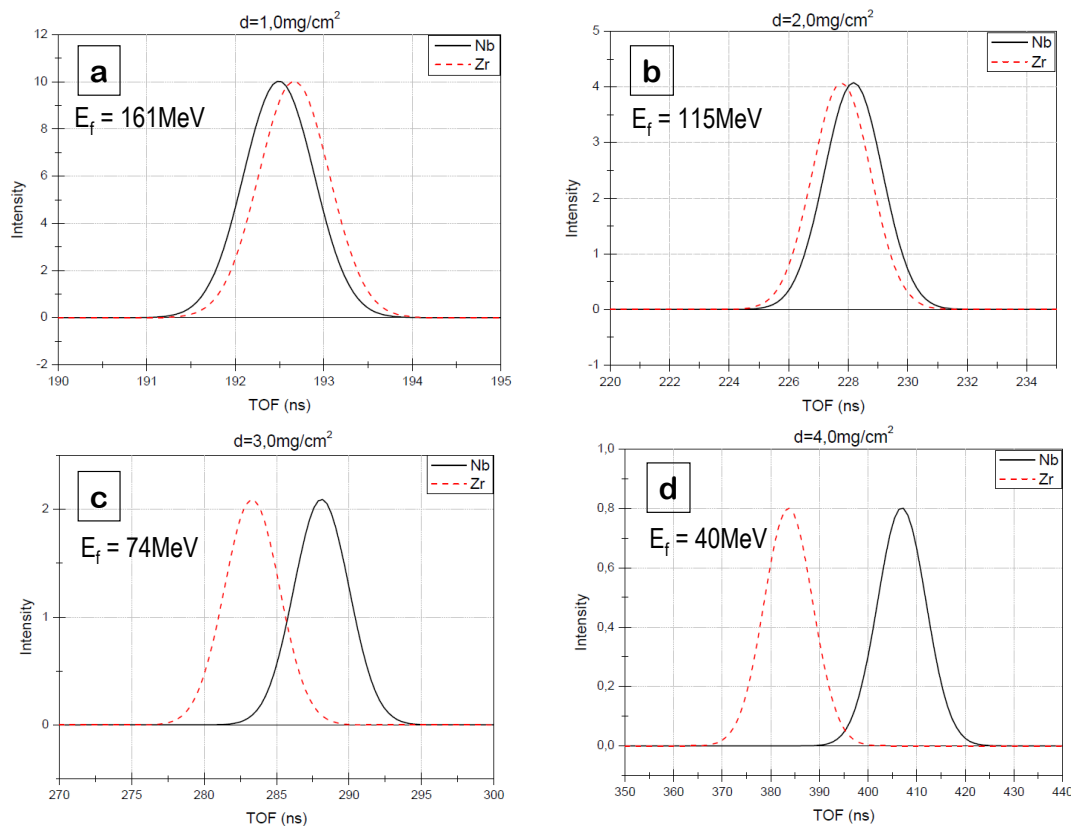 d=1,0mg/cm²
12
10
8
6
4
2
0
-2
Intensity
a
E_f = 161MeV
Nb
Zr
190 191 192 193 194 195
TOF (ns)
d=2,0mg/cm²
5
4
3
2
1
0
-1
Intensity
b
E_f = 115MeV
Nb
Zr
220 222 224 226 228 230 232 234
TOF (ns)
d=3,0mg/cm²
2
1
0
Intensity
c
E_f = 74MeV
Nb
Zr
270 275 280 285 290 295 300
TOF (ns)
d=4,0mg/cm²
1,0
0,8
0,6
0,4
0,2
0,0
Intensity
d
E_f = 40MeV
Nb
Zr
350 360 370 380 390 400 410 420 430 440
TOF (ns)